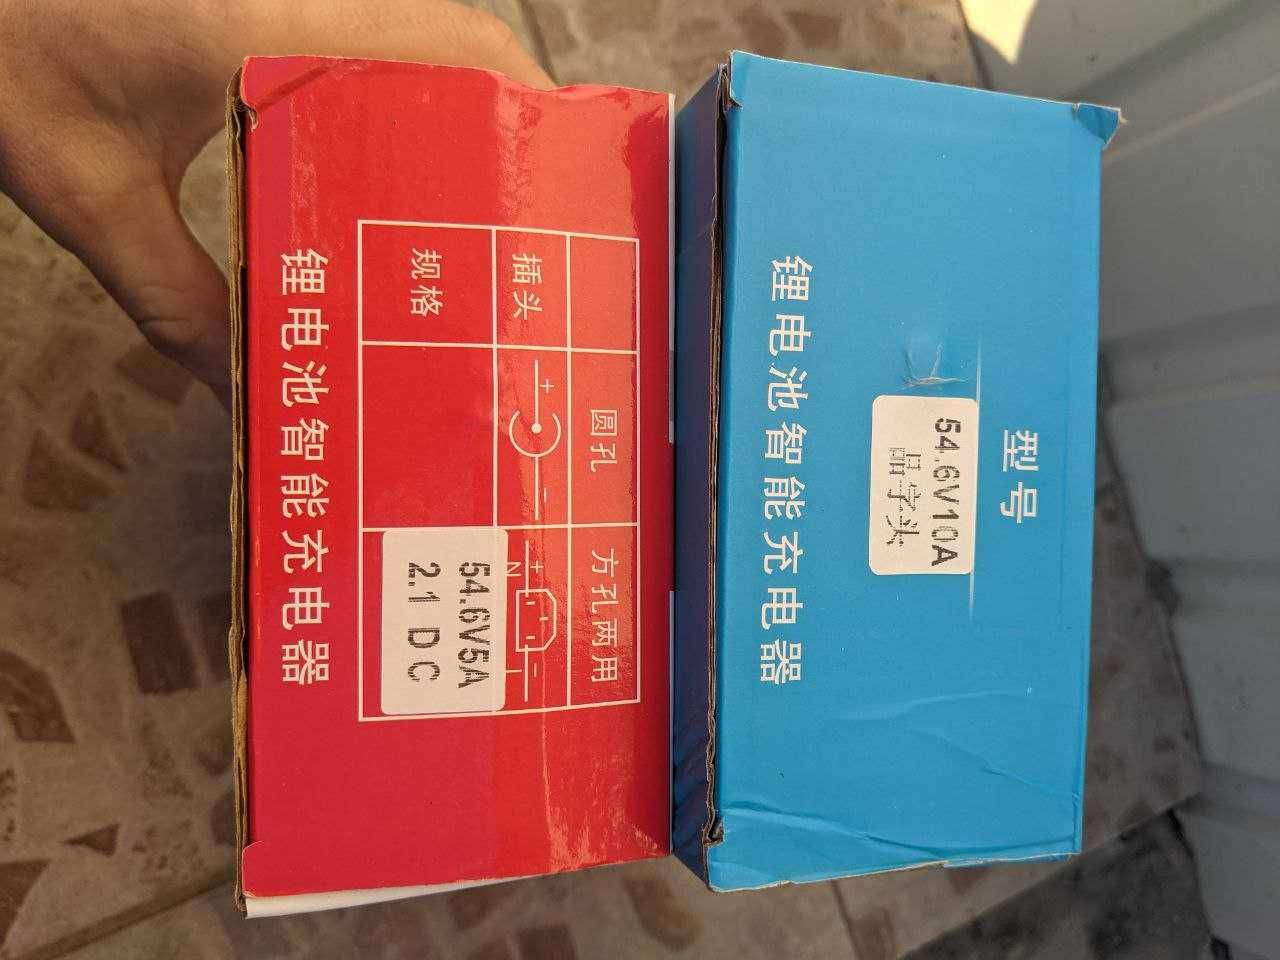 锂电池智能充电器
圆孔
方孔两用
插头
+
-
+
N
-
规格
54.6V5A
2.1 DC
型号
54.6V10A
品字头
锂电池智能充电器